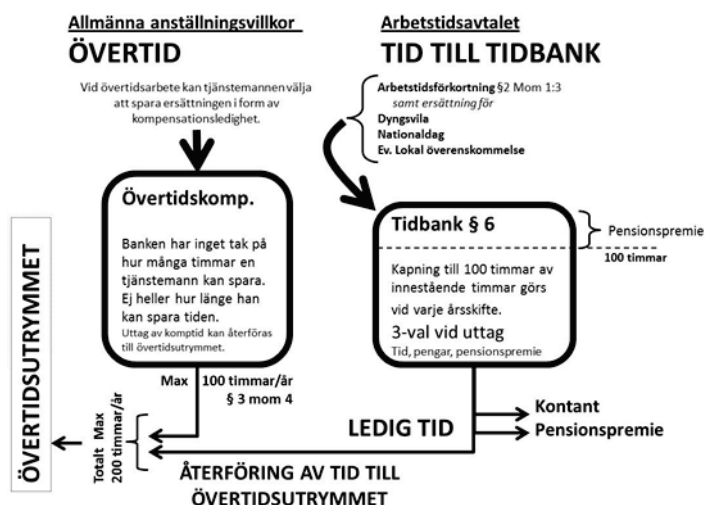 Allmänna anställningsvillkor
ÖVERTID
Vid övertidsarbete kan tjänstemannen välja
att spara ersättningen i form av
kompensationsledighet.
Övertidskomp.
Banken har inget tak på
hur många timmar en
tjänstemann kan spara.
Ej heller hur länge han
kan spara tiden.
Uttag av komptid kan återföras
till övertidsutrymmet.
Max 100 timmar/år
§ 3 mom 4
Totalt Max
200 timmar/år
ÖVERTIDSUTRYMMET
Arbetstidsavtalet
TID TILL TIDBANK
Arbetstidsförkortning §2 Mom 1:3
samt ersättning för
Dyngsvila
Nationaldag
Ev. Lokal överenskommelse
Tidbank § 6
Pensionspremie
100 timmar
Kapning till 100 timmar av
innestående timmar görs
vid varje årsskifte.
3-val vid uttag
Tid, pengar, pensionspremie
LEDIG TID
Kontant
Pensionspremie
ÅTERFÖRING AV TID TILL
ÖVERTIDSUTRYMMET